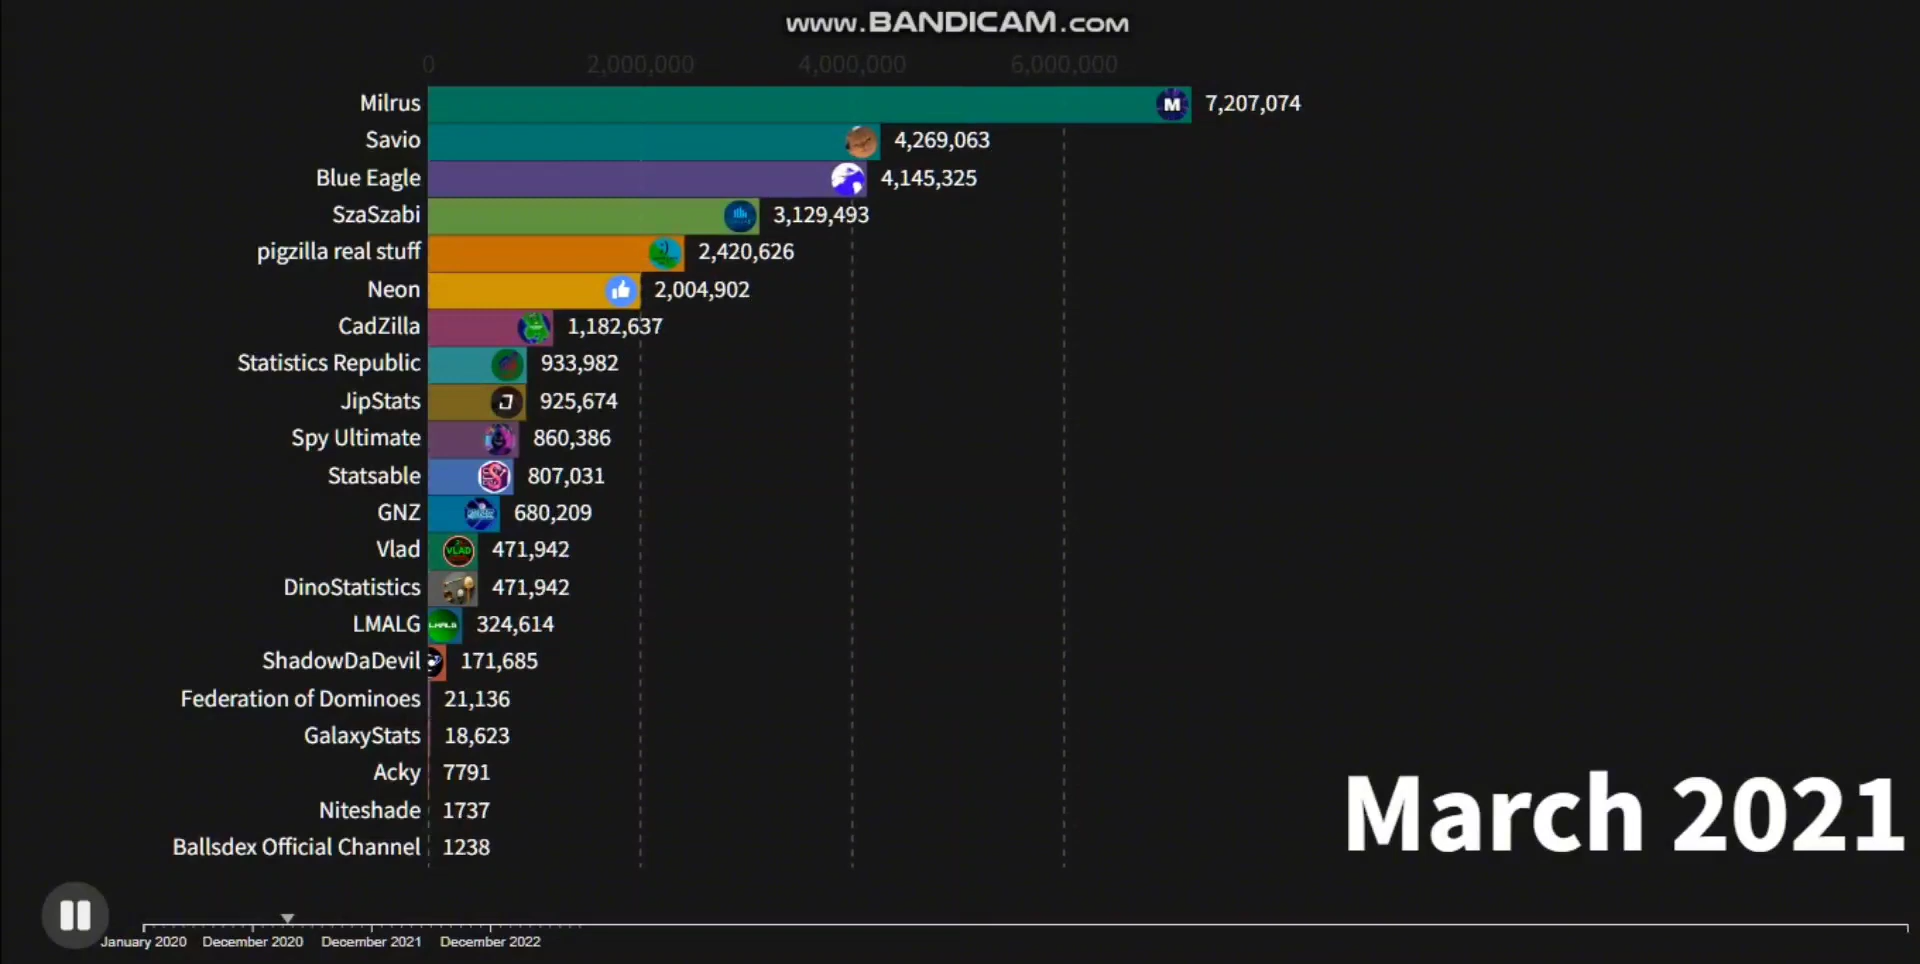 www.BANDICAM.COM
0 2,000,000 4,000,000 6,000,000
Milrus M 7,207,074
Savio 4,269,063
Blue Eagle 4,145,325
SzaSzabi 3,129,493
pigzilla real stuff 2,420,626
Neon 2,004,902
CadZilla 1,182,637
Statistics Republic 933,982
JipStats J 925,674
Spy Ultimate 860,386
Statsable S 807,031
GNZ 680,209
Vlad VLAD 471,942
DinoStatistics 471,942
LMALG LMALG 324,614
ShadowDaDevil 171,685
Federation of Dominoes 21,136
GalaxyStats 18,623
Acky 7791
Niteshade 1737
Ballsdex Official Channel 1238
March 2021
January 2020 December 2020 December 2021 December 2022